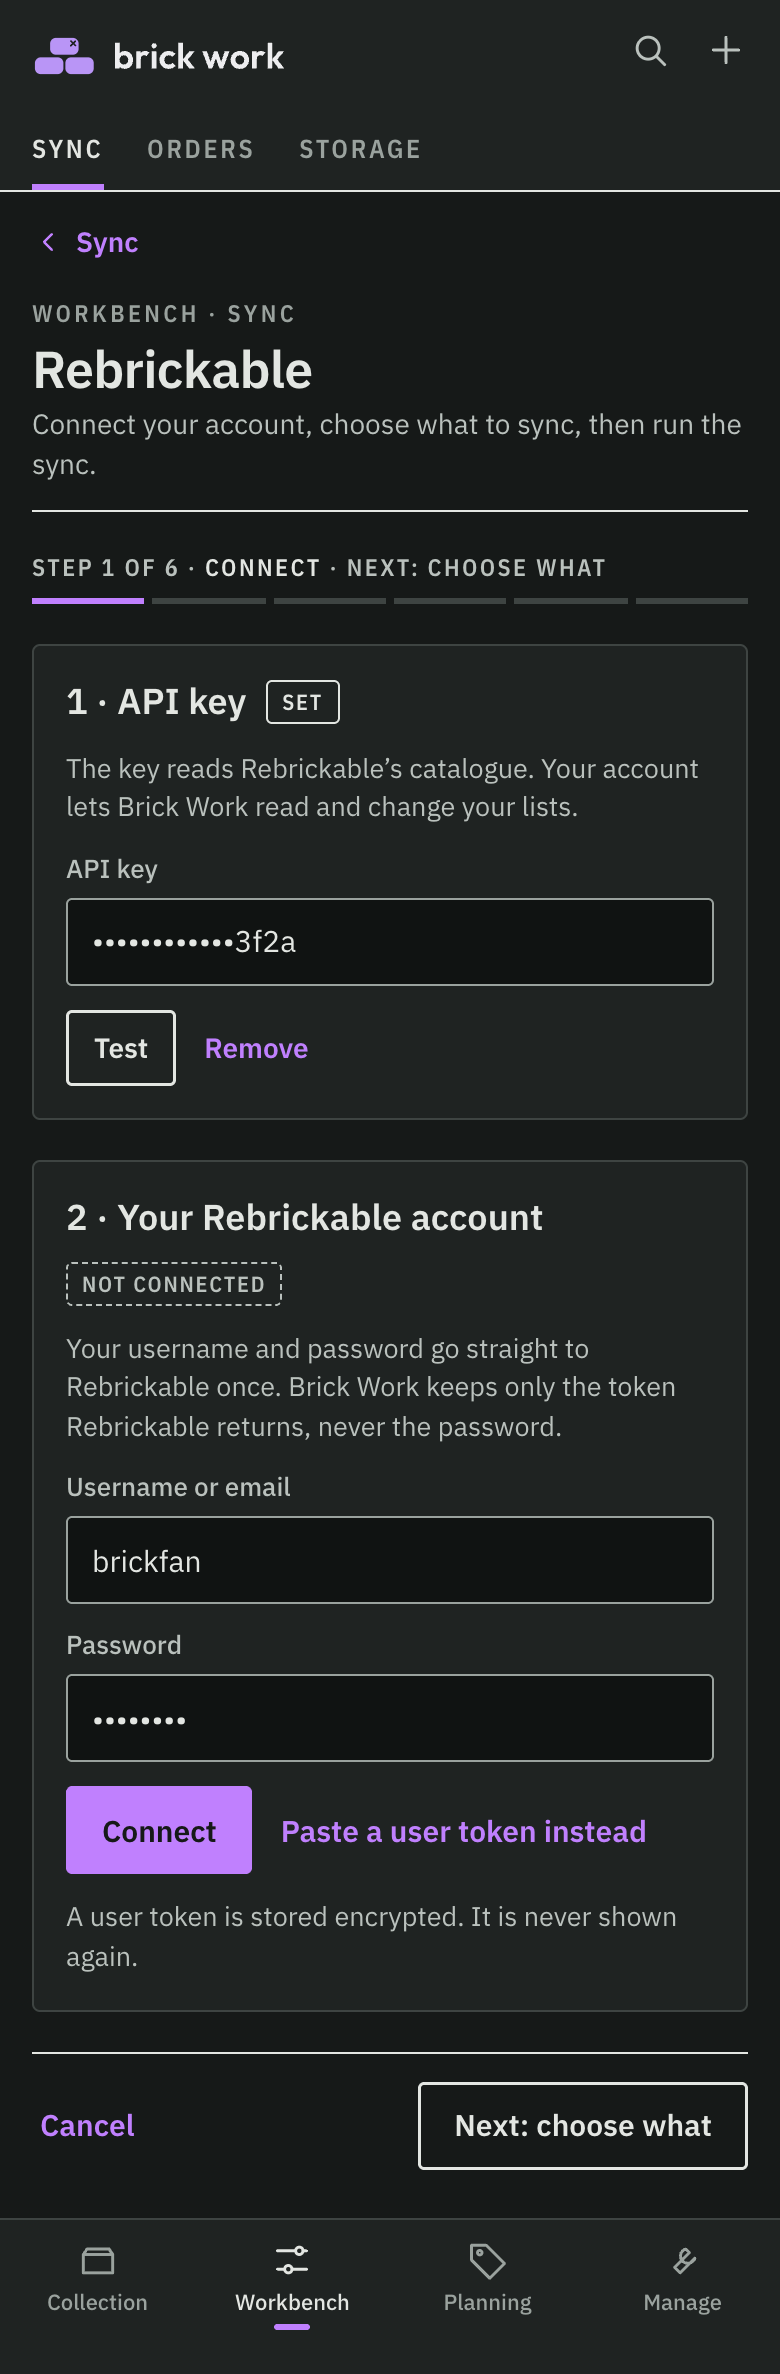 brick work
SYNC ORDERS STORAGE
Sync
WORKBENCH · SYNC
Rebrickable
Connect your account, choose what to sync, then run the
sync.
STEP 1 OF 6 · CONNECT · NEXT: CHOOSE WHAT
1 · API key SET
The key reads Rebrickable’s catalogue. Your account
lets Brick Work read and change your lists.
API key
••••••••••••3f2a
Test Remove
2 · Your Rebrickable account
NOT CONNECTED
Your username and password go straight to
Rebrickable once. Brick Work keeps only the token
Rebrickable returns, never the password.
Username or email
brickfan
Password
••••••••
Connect Paste a user token instead
A user token is stored encrypted. It is never shown
again.
Cancel Next: choose what
Collection Workbench Planning Manage